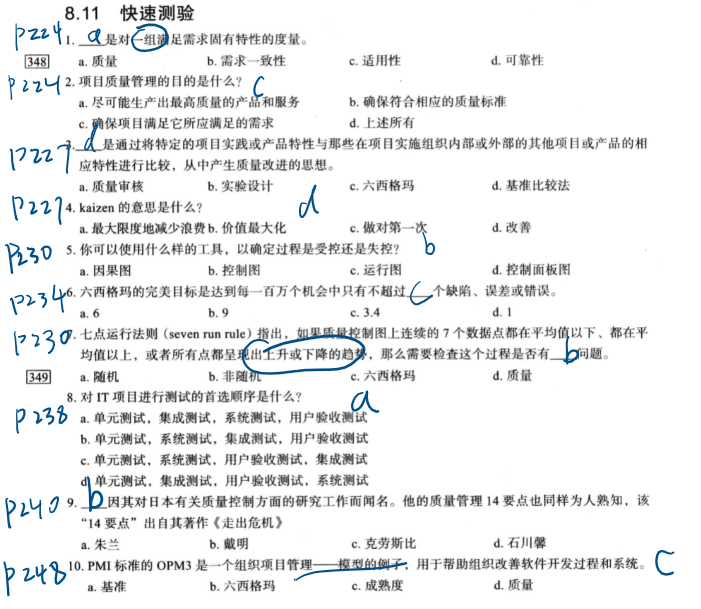 8.11 快速测验
P224 1. a 是对一组满足需求固有特性的度量。
348 a. 质量 b. 需求一致性 c. 适用性 d. 可靠性
P224 2. 项目质量管理的目的是什么? c
a. 尽可能生产出最高质量的产品和服务 b. 确保符合相应的质量标准
c. 确保项目满足它所应满足的需求 d. 上述所有
P227 3. d 是通过将特定的项目实践或产品特性与那些在项目实施组织内部或外部的其他项目或产品的相
应特性进行比较,从中产生质量改进的思想。
a. 质量审核 b. 实验设计 c. 六西格玛 d. 基准比较法
P227 4. kaizen 的意思是什么? d
a. 最大限度地减少浪费 b. 价值最大化 c. 做对第一次 d. 改善
P230 5. 你可以使用什么样的工具,以确定过程是受控还是失控? b
a. 因果图 b. 控制图 c. 运行图 d. 控制面板图
P234 6. 六西格玛的完美目标是达到每一百万个机会中只有不超过 c 个缺陷、误差或错误。
a. 6 b. 9 c. 3.4 d. 1
P230 7. 七点运行法则(seven run rule)指出,如果质量控制图上连续的 7 个数据点都在平均值以下、都在平
均值以上,或者所有点都呈现出上升或下降的趋势,那么需要检查这个过程是否有 b 问题。
349 a. 随机 b. 非随机 c. 六西格玛 d. 质量
8. 对 IT 项目进行测试的首选顺序是什么? a
P238 a. 单元测试,集成测试,系统测试,用户验收测试
b. 单元测试,系统测试,集成测试,用户验收测试
c. 单元测试,系统测试,用户验收测试,集成测试
d. 单元测试,集成测试,用户验收测试,系统测试
P240 9. b 因其对日本有关质量控制方面的研究工作而闻名。他的质量管理 14 要点也同样为人熟知,该
“14 要点”出自其著作《走出危机》
a. 朱兰 b. 戴明 c. 克劳斯比 d. 石川馨
10. PMI 标准的 OPM3 是一个组织项目管理——模型的例子,用于帮助组织改善软件开发过程和系统。 C
P248 a. 基准 b. 六西格玛 c. 成熟度 d. 质量